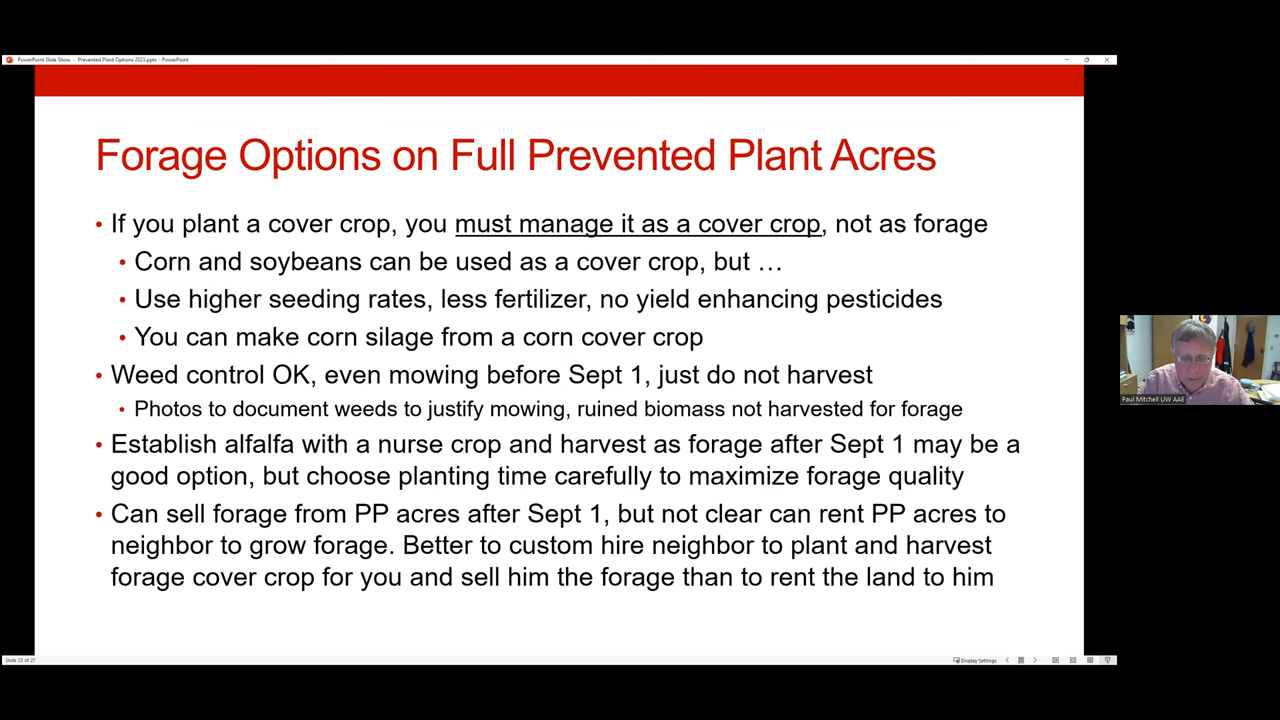 PowerPoint Slide Show - Prevented Plant Options 2023.pptx - PowerPoint
Forage Options on Full Prevented Plant Acres
• If you plant a cover crop, you must manage it as a cover crop, not as forage
• Corn and soybeans can be used as a cover crop, but …
• Use higher seeding rates, less fertilizer, no yield enhancing pesticides
• You can make corn silage from a corn cover crop
• Weed control OK, even mowing before Sept 1, just do not harvest
• Photos to document weeds to justify mowing, ruined biomass not harvested for forage
• Establish alfalfa with a nurse crop and harvest as forage after Sept 1 may be a
good option, but choose planting time carefully to maximize forage quality
• Can sell forage from PP acres after Sept 1, but not clear can rent PP acres to
neighbor to grow forage. Better to custom hire neighbor to plant and harvest
forage cover crop for you and sell him the forage than to rent the land to him
Paul Mitchell UW AAE
Slide 23 of 27
Display Settings